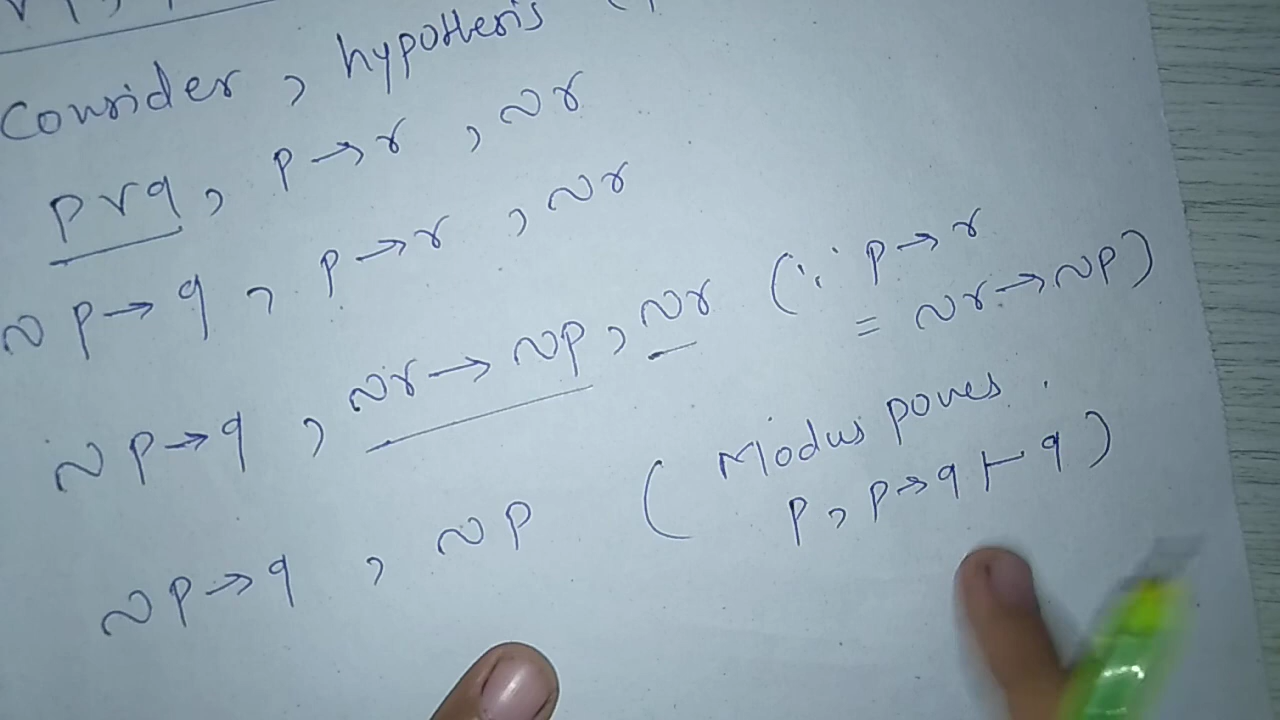 Consider, hypothesis
p∨q, p→r, ~r
~p→q, p→r, ~r
~p→q, ~r→~p, ~r (∵ p→r
= ~r→~p)
~p→q, ~p (Modus pones.
p, p→q ⊢ q)